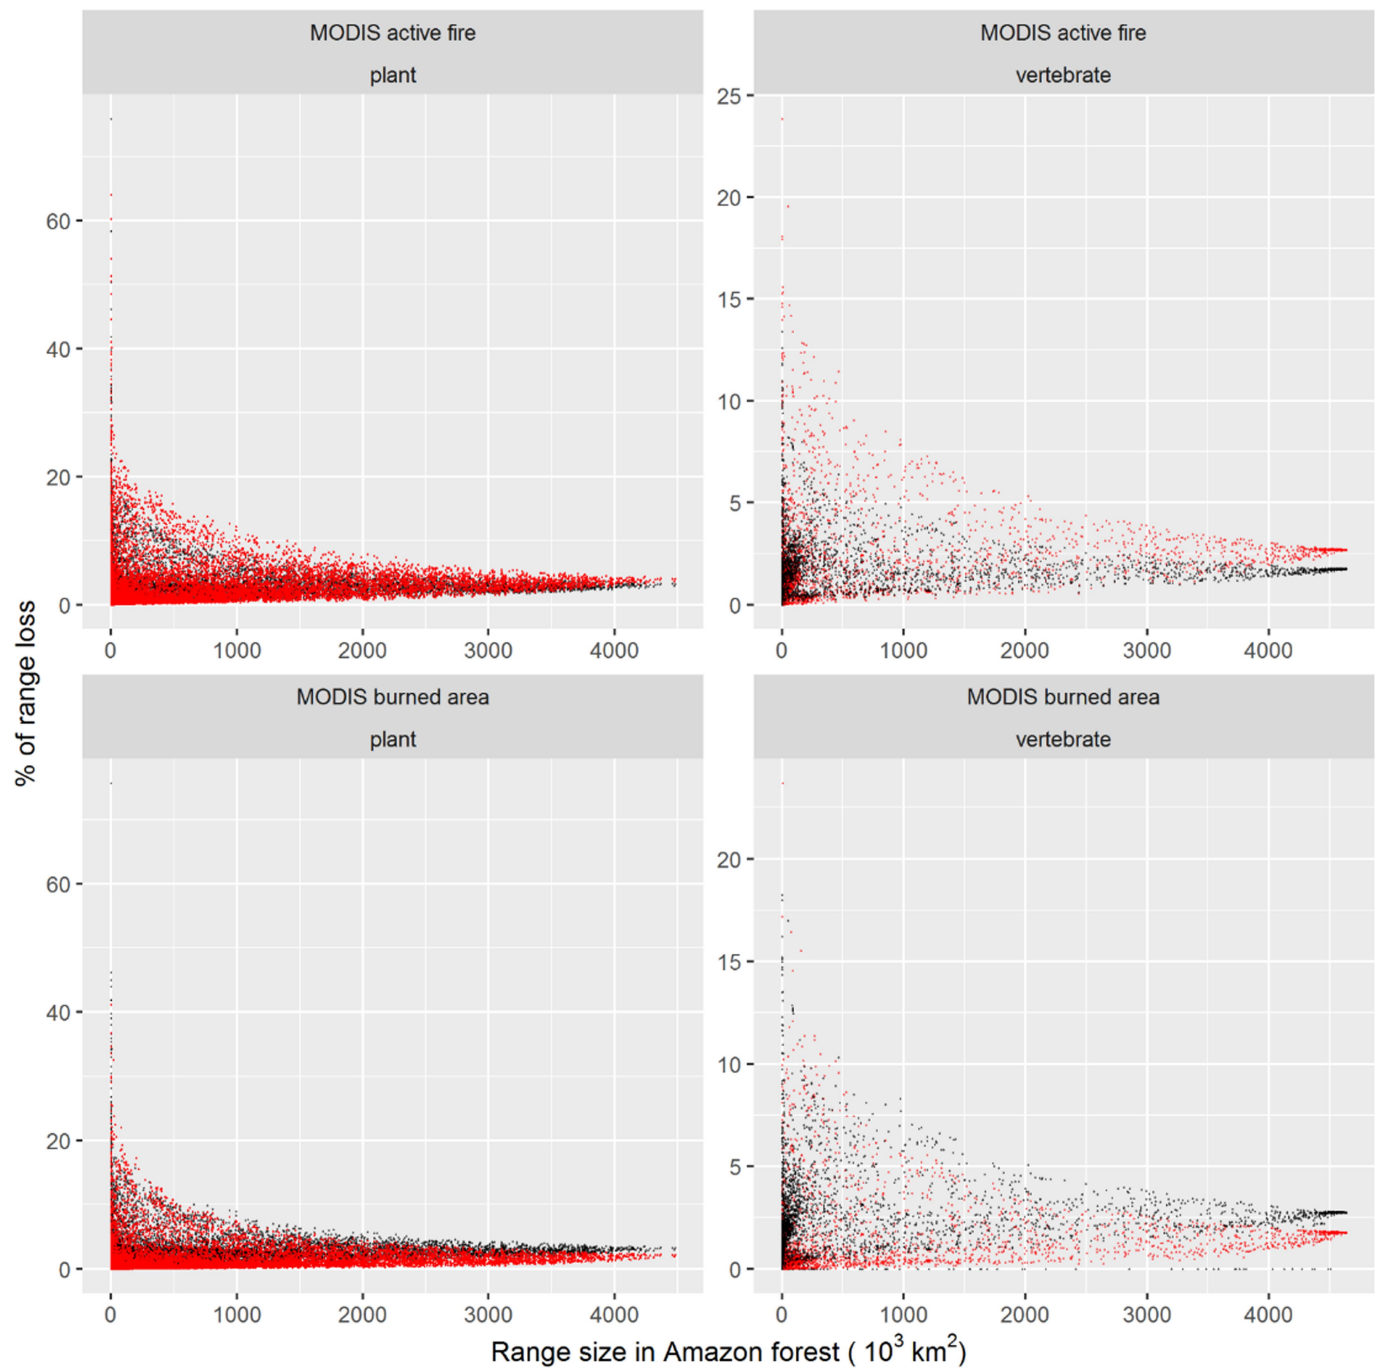 MODIS active fire
plant
60
40
20
0
0 1000 2000 3000 4000
MODIS active fire
vertebrate
25
20
15
10
5
0
0 1000 2000 3000 4000
% of range loss
MODIS burned area
plant
60
40
20
0
0 1000 2000 3000 4000
MODIS burned area
vertebrate
20
15
10
5
0
0 1000 2000 3000 4000
Range size in Amazon forest ( 10³ km²)